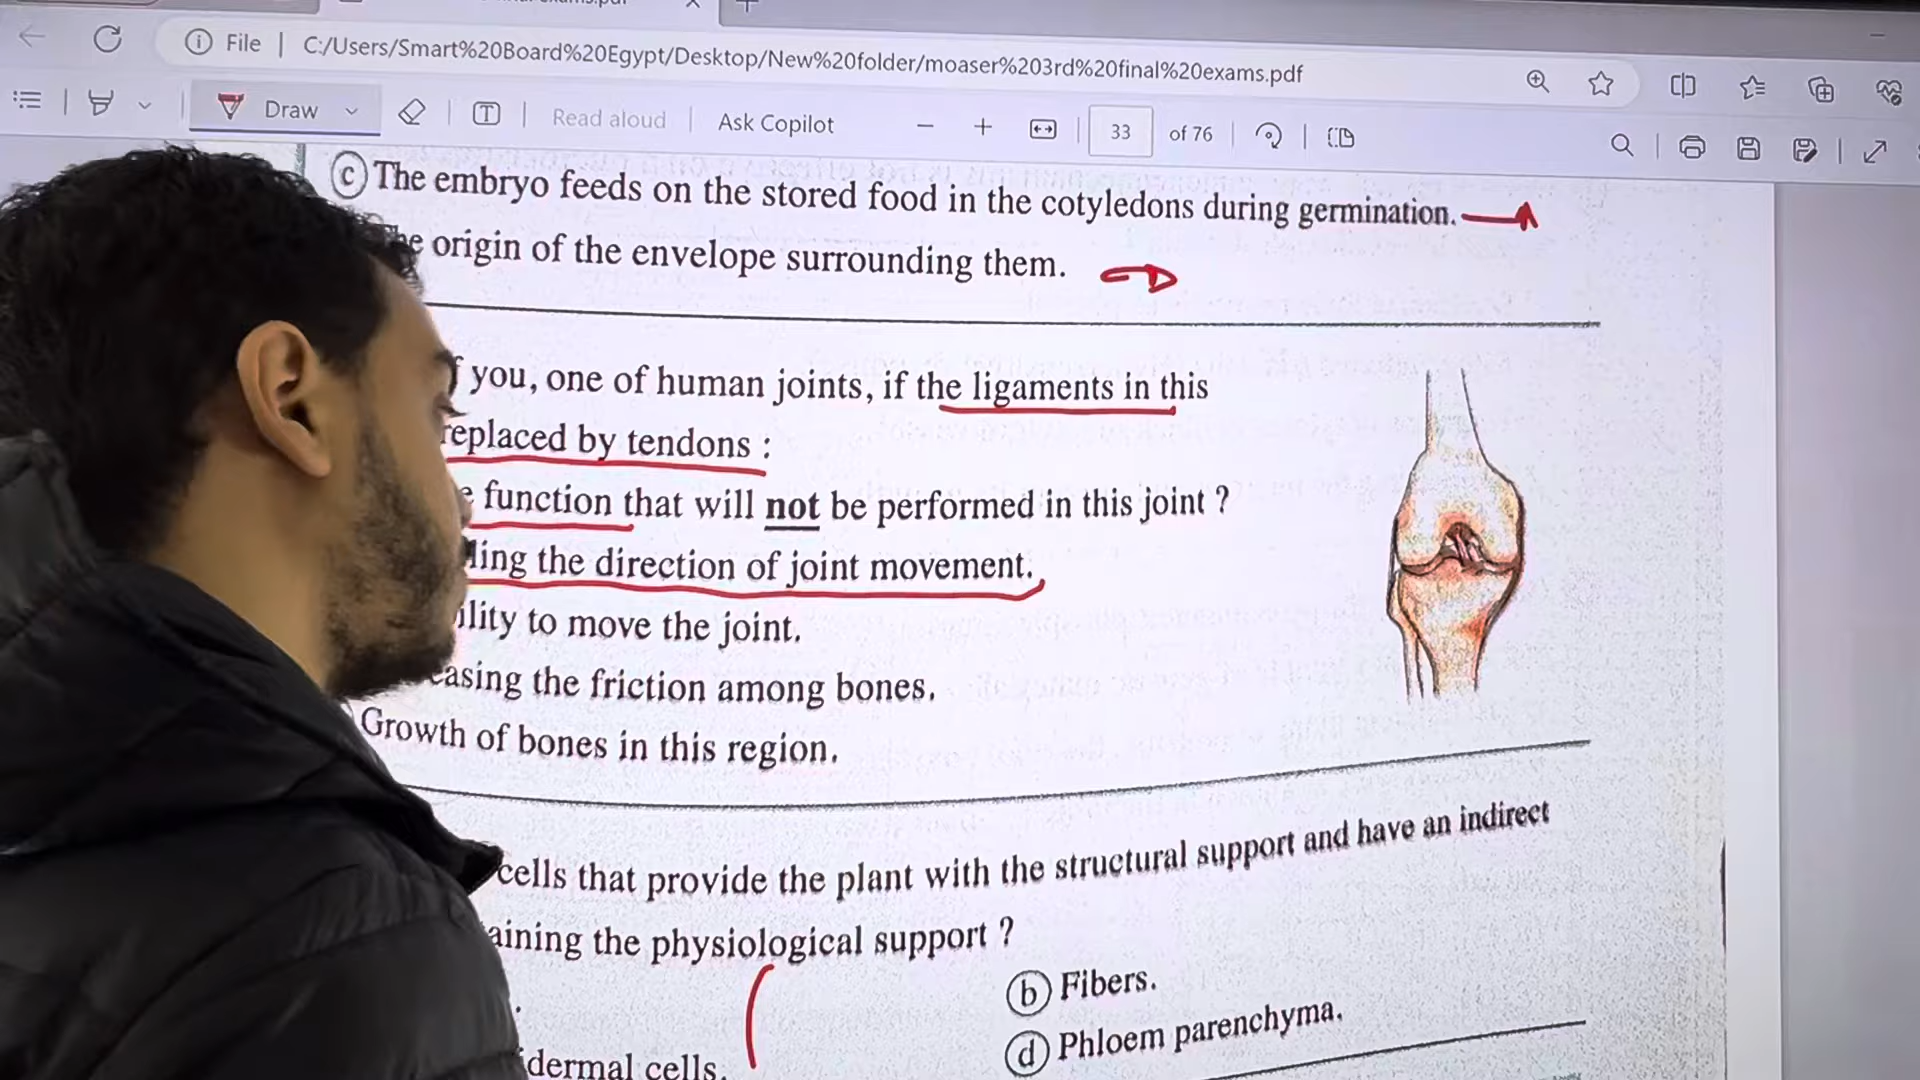 File | C:/Users/Smart%20Board%20Egypt/Desktop/New%20folder/moaser%203rd%20final%20exams.pdf
Draw T Read aloud Ask Copilot 33 of 76
c The embryo feeds on the stored food in the cotyledons during germination.
origin of the envelope surrounding them.
you, one of human joints, if the ligaments in this
replaced by tendons :
function that will not be performed in this joint ?
the direction of joint movement.
to move the joint.
the friction among bones.
Growth of bones in this region.
cells that provide the plant with the structural support and have an indirect
the physiological support ?
b Fibers.
d Phloem parenchyma.
cells.